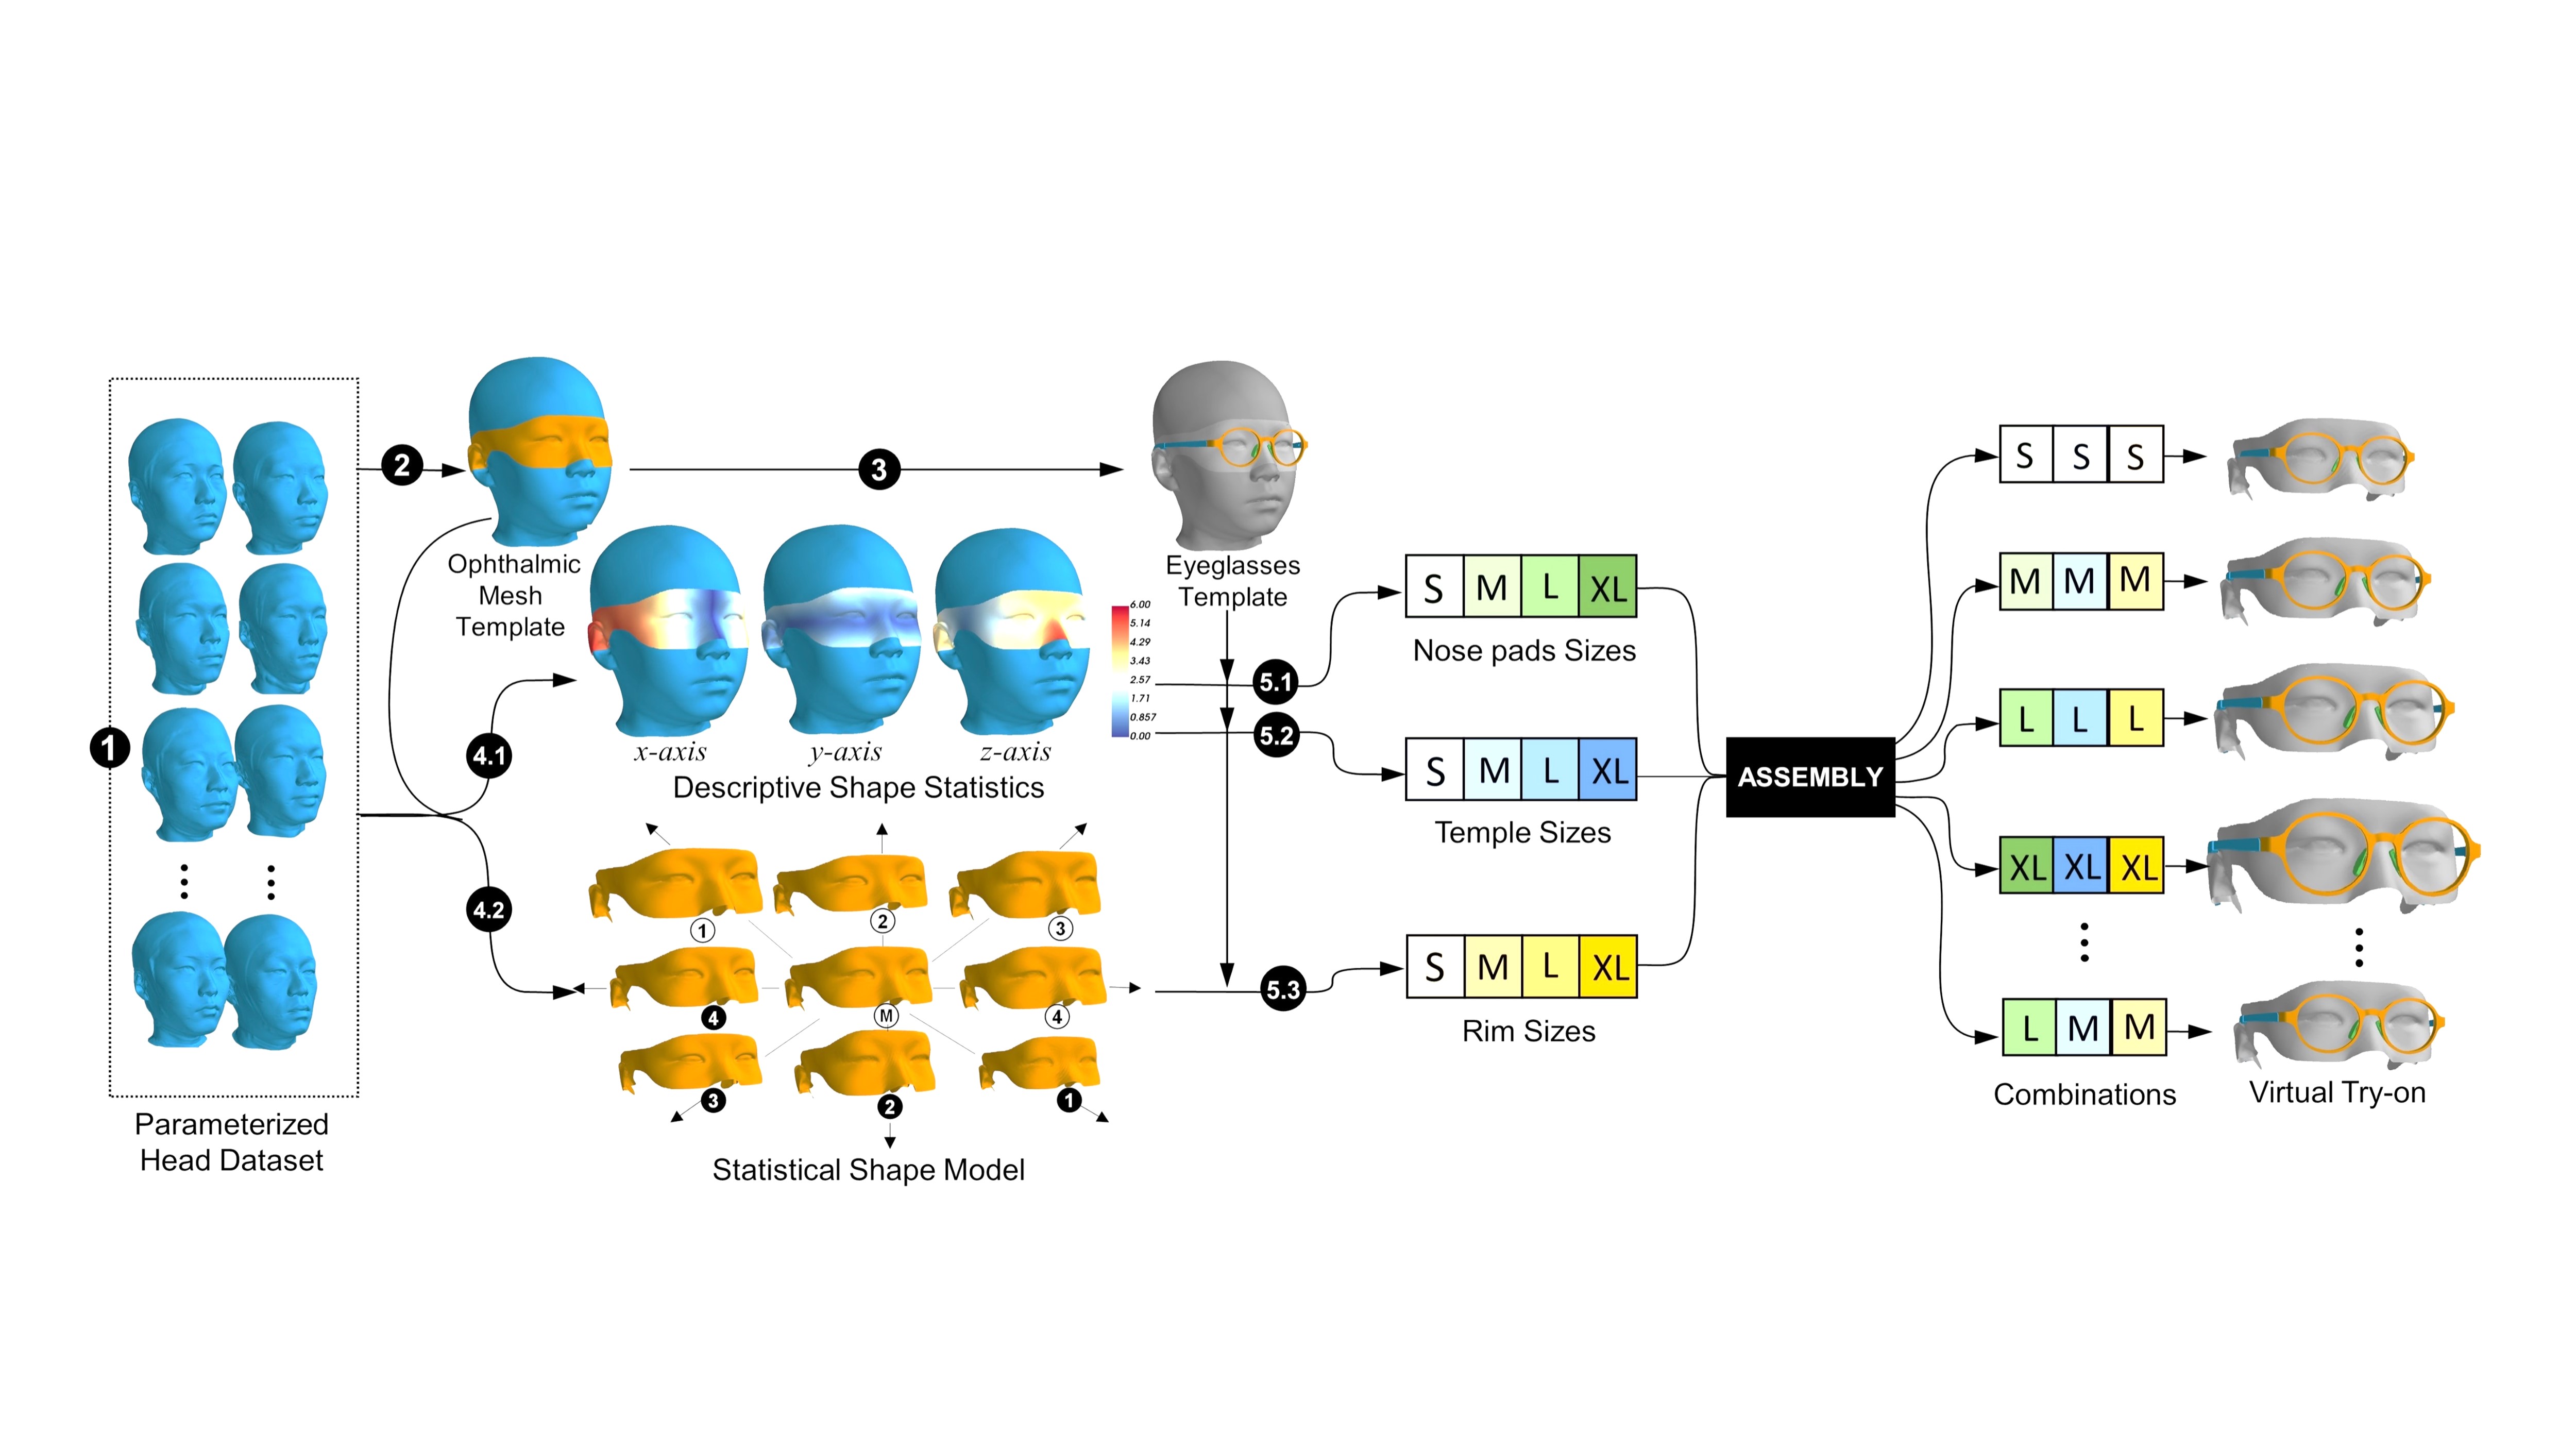 1
Parameterized
Head Dataset
2
Ophthalmic
Mesh
Template
3
Eyeglasses
Template
4.1
x-axis
y-axis
z-axis
Descriptive Shape Statistics
6.00
5.14
4.29
3.43
2.57
1.71
0.857
0.00
4.2
1
2
3
4
M
4
3
2
1
Statistical Shape Model
5.1
S M L XL
Nose pads Sizes
5.2
S M L XL
Temple Sizes
5.3
S M L XL
Rim Sizes
ASSEMBLY
S S S
M M M
L L L
XL XL XL
L M M
Combinations
Virtual Try-on